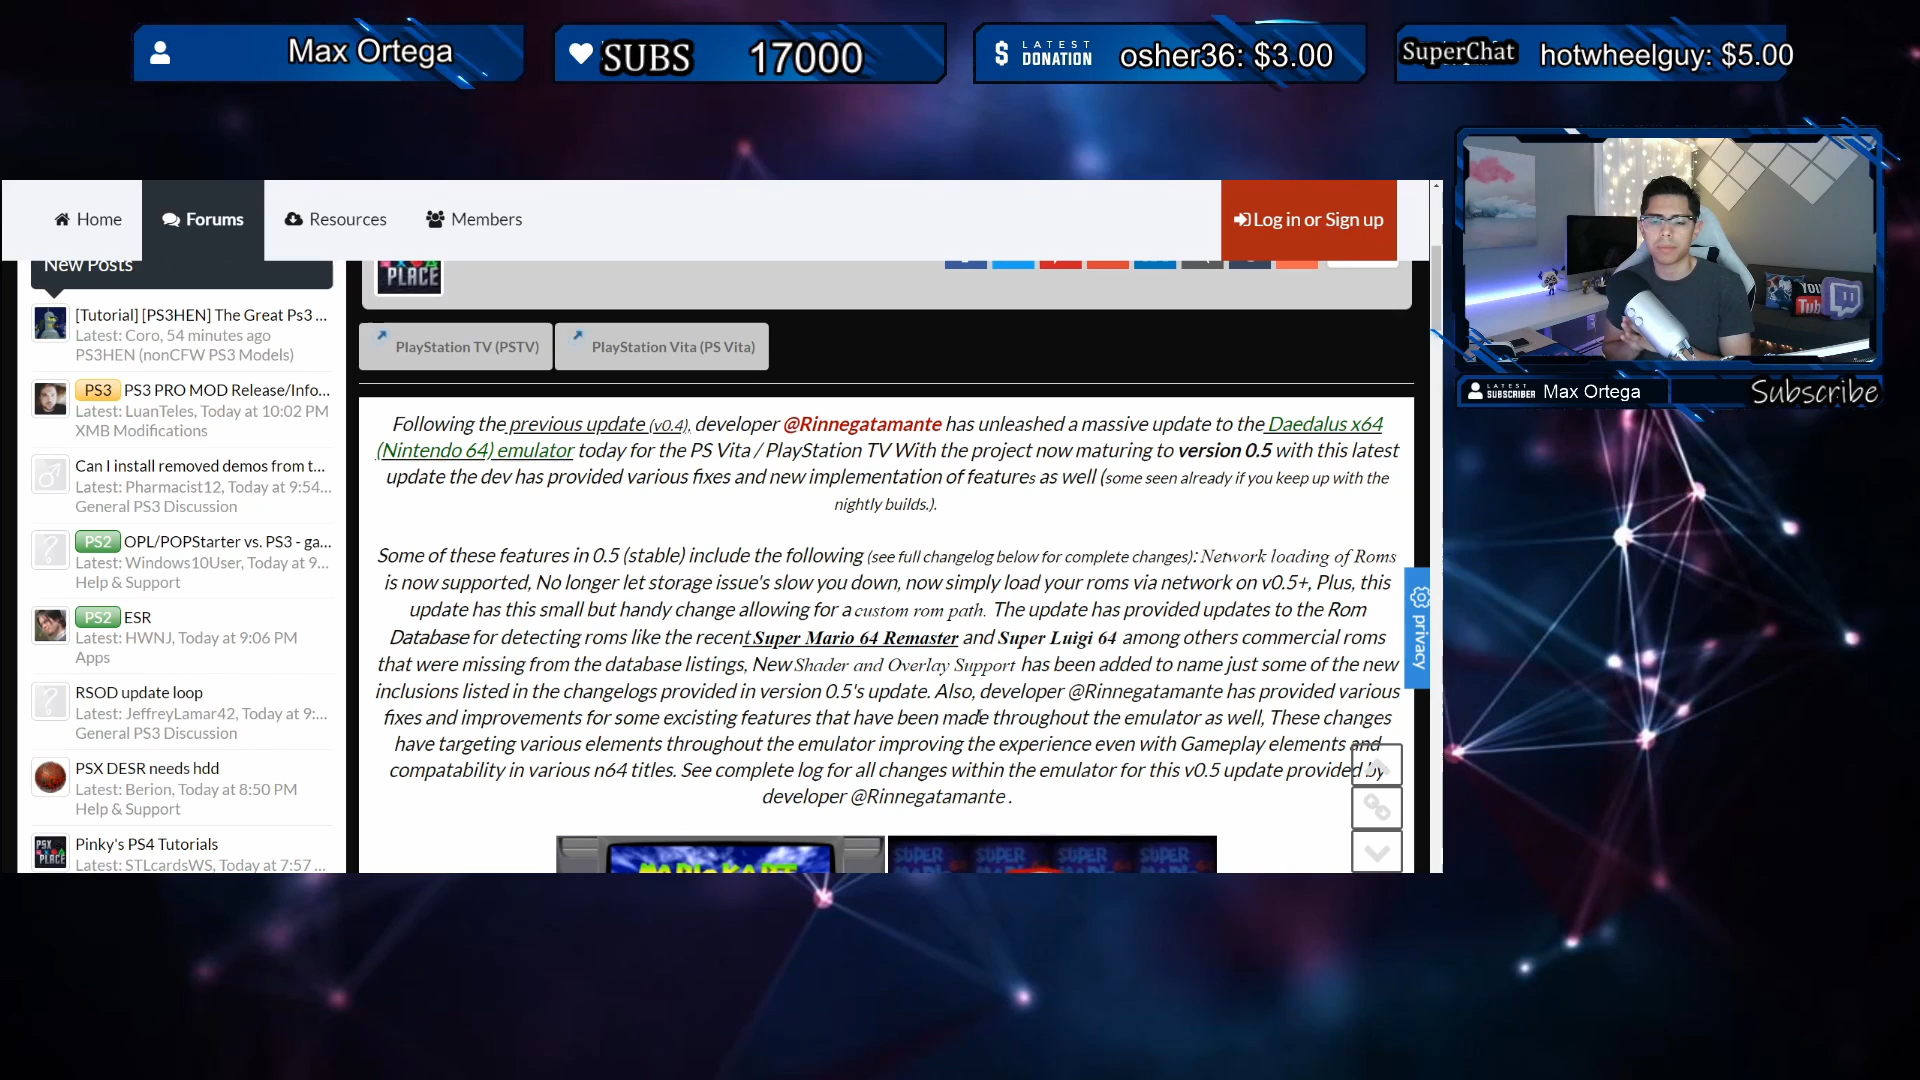 Max Ortega
SUBS 17000
LATEST DONATION osher36: $3.00
SuperChat hotwheelguy: $5.00
Home
Forums
Resources
Members
Log in or Sign up
New Posts
PLACE
[Tutorial] [PS3HEN] The Great Ps3 ...
Latest: Coro, 54 minutes ago
PS3HEN (nonCFW PS3 Models)
PS3 PS3 PRO MOD Release/Info...
Latest: LuanTeles, Today at 10:02 PM
XMB Modifications
Can I install removed demos from t...
Latest: Pharmacist12, Today at 9:54...
General PS3 Discussion
PS2 OPL/POPStarter vs. PS3 - ga...
Latest: Windows10User, Today at 9...
Help & Support
PS2 ESR
Latest: HWNJ, Today at 9:06 PM
Apps
RSOD update loop
Latest: JeffreyLamar42, Today at 9:...
General PS3 Discussion
PSX DESR needs hdd
Latest: Berion, Today at 8:50 PM
Help & Support
PSX PLACE
Pinky's PS4 Tutorials
Latest: STLcardsWS, Today at 7:57 ...
PlayStation TV (PSTV)
PlayStation Vita (PS Vita)
Following the previous update (v0.4), developer @Rinnegatamante has unleashed a massive update to the Daedalus x64
(Nintendo 64) emulator today for the PS Vita / PlayStation TV With the project now maturing to version 0.5 with this latest
update the dev has provided various fixes and new implementation of features as well (some seen already if you keep up with the
nightly builds.).
Some of these features in 0.5 (stable) include the following (see full changelog below for complete changes): Network loading of Roms
is now supported, No longer let storage issue's slow you down, now simply load your roms via network on v0.5+, Plus, this
update has this small but handy change allowing for a custom rom path. The update has provided updates to the Rom
Database for detecting roms like the recent Super Mario 64 Remaster and Super Luigi 64 among others commercial roms
that were missing from the database listings, New Shader and Overlay Support has been added to name just some of the new
inclusions listed in the changelogs provided in version 0.5's update. Also, developer @Rinnegatamante has provided various
fixes and improvements for some excisting features that have been made throughout the emulator as well, These changes
have targeting various elements throughout the emulator improving the experience even with Gameplay elements and
compatability in various n64 titles. See complete log for all changes within the emulator for this v0.5 update provided by
developer @Rinnegatamante .
MARIO KART
SUPER SUPER SUPER SUPER
privacy
You
Tube
LATEST SUBSCRIBER Max Ortega
Subscribe